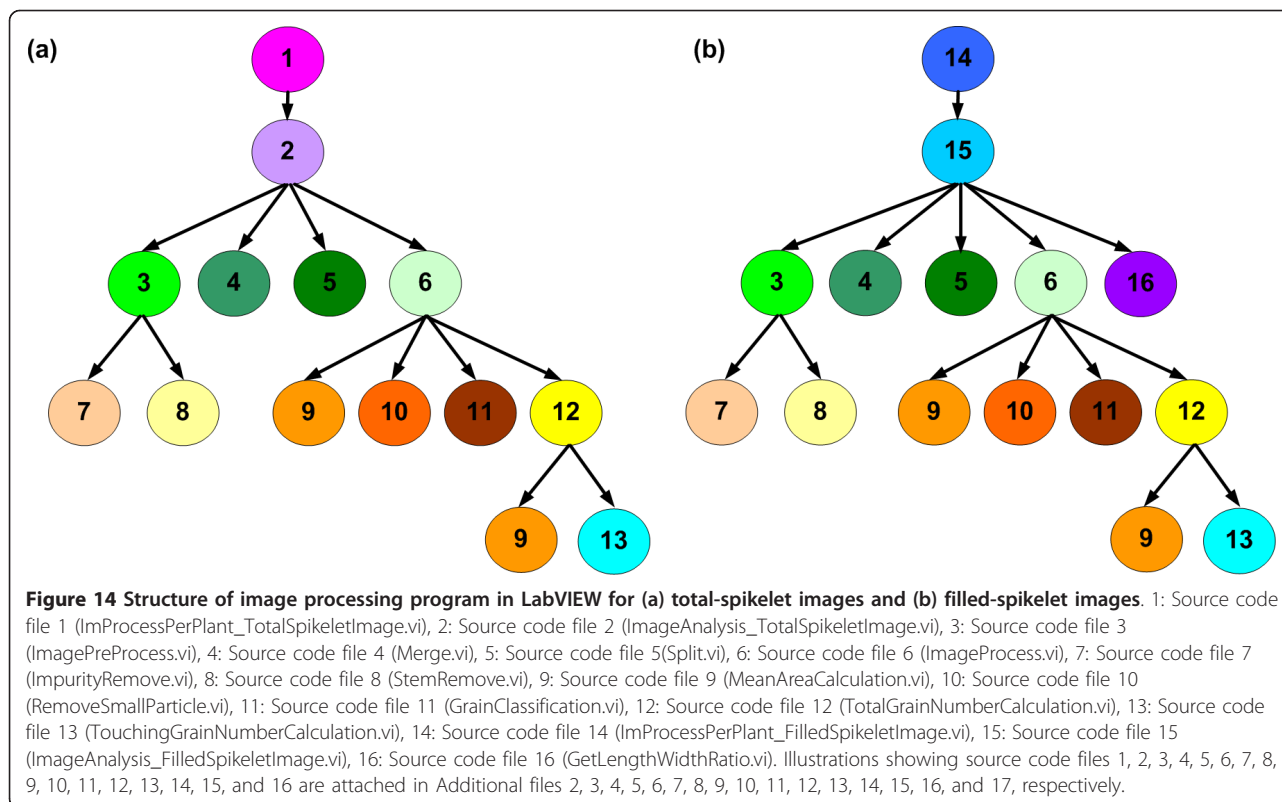 (a)
(b)
1
14
2
15
3
4
5
6
3
4
5
6
16
7
8
9
10
11
12
7
8
9
10
11
12
9
13
9
13
Figure 14 Structure of image processing program in LabVIEW for (a) total-spikelet images and (b) filled-spikelet images. 1: Source code
file 1 (ImProcessPerPlant_TotalSpikeletImage.vi), 2: Source code file 2 (ImageAnalysis_TotalSpikeletImage.vi), 3: Source code file 3
(ImagePreProcess.vi), 4: Source code file 4 (Merge.vi), 5: Source code file 5(Split.vi), 6: Source code file 6 (ImageProcess.vi), 7: Source code file 7
(ImpurityRemove.vi), 8: Source code file 8 (StemRemove.vi), 9: Source code file 9 (MeanAreaCalculation.vi), 10: Source code file 10
(RemoveSmallParticle.vi), 11: Source code file 11 (GrainClassification.vi), 12: Source code file 12 (TotalGrainNumberCalculation.vi), 13: Source code
file 13 (TouchingGrainNumberCalculation.vi), 14: Source code file 14 (ImProcessPerPlant_FilledSpikeletImage.vi), 15: Source code file 15
(ImageAnalysis_FilledSpikeletImage.vi), 16: Source code file 16 (GetLengthWidthRatio.vi). Illustrations showing source code files 1, 2, 3, 4, 5, 6, 7, 8,
9, 10, 11, 12, 13, 14, 15, and 16 are attached in Additional files 2, 3, 4, 5, 6, 7, 8, 9, 10, 11, 12, 13, 14, 15, 16, and 17, respectively.